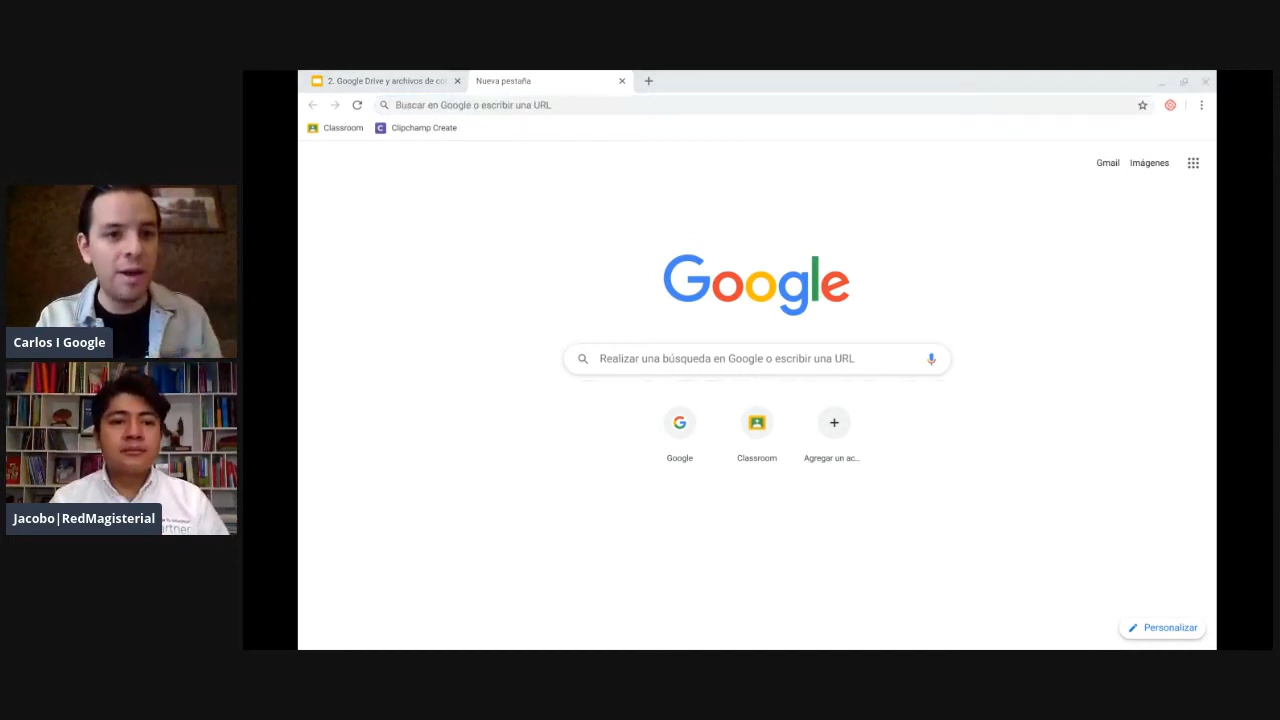 2. Google Drive y archivos de co
Nueva pestaña
Buscar en Google o escribir una URL
Classroom
Clipchamp Create
Gmail
Imágenes
Google
Realizar una búsqueda en Google o escribir una URL
Google
Classroom
Agregar un ac...
Personalizar
Carlos I Google
Jacobo|RedMagisterial